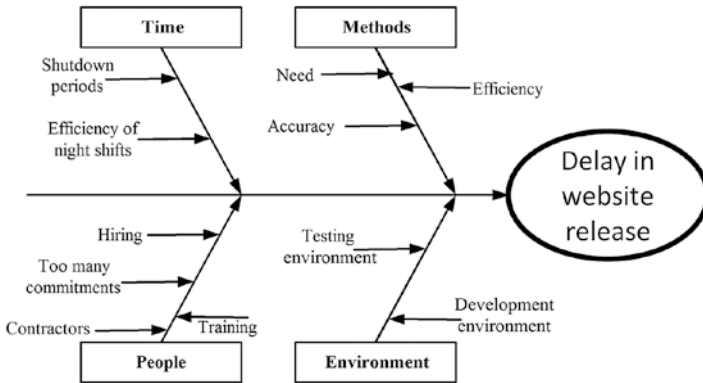 Time
Methods
Shutdown
periods
Need
Efficiency
Efficiency of
night shifts
Accuracy
Delay in
website
release
Hiring
Testing
environment
Too many
commitments
Contractors
Training
Development
environment
People
Environment